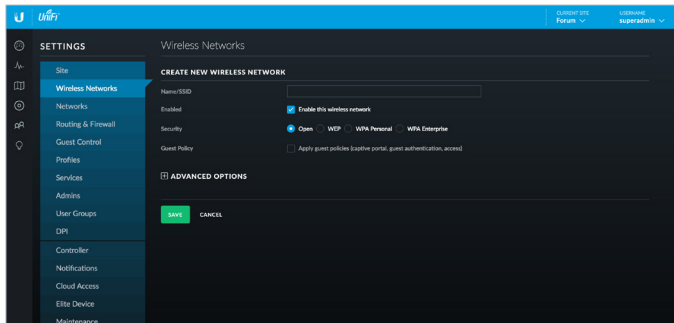 U UniFi CURRENT SITE USERNAME
Forum superadmin
SETTINGS Wireless Networks
Site
CREATE NEW WIRELESS NETWORK
Wireless Networks
Name/SSID
Networks
Enabled Enable this wireless network
Routing & Firewall
Security Open WEP WPA Personal WPA Enterprise
Guest Control
Guest Policy Apply guest policies (captive portal, guest authentication, access)
Profiles
Services
ADVANCED OPTIONS
Admins
User Groups
SAVE CANCEL
DPI
Controller
Notifications
Cloud Access
Elite Device
Maintenance